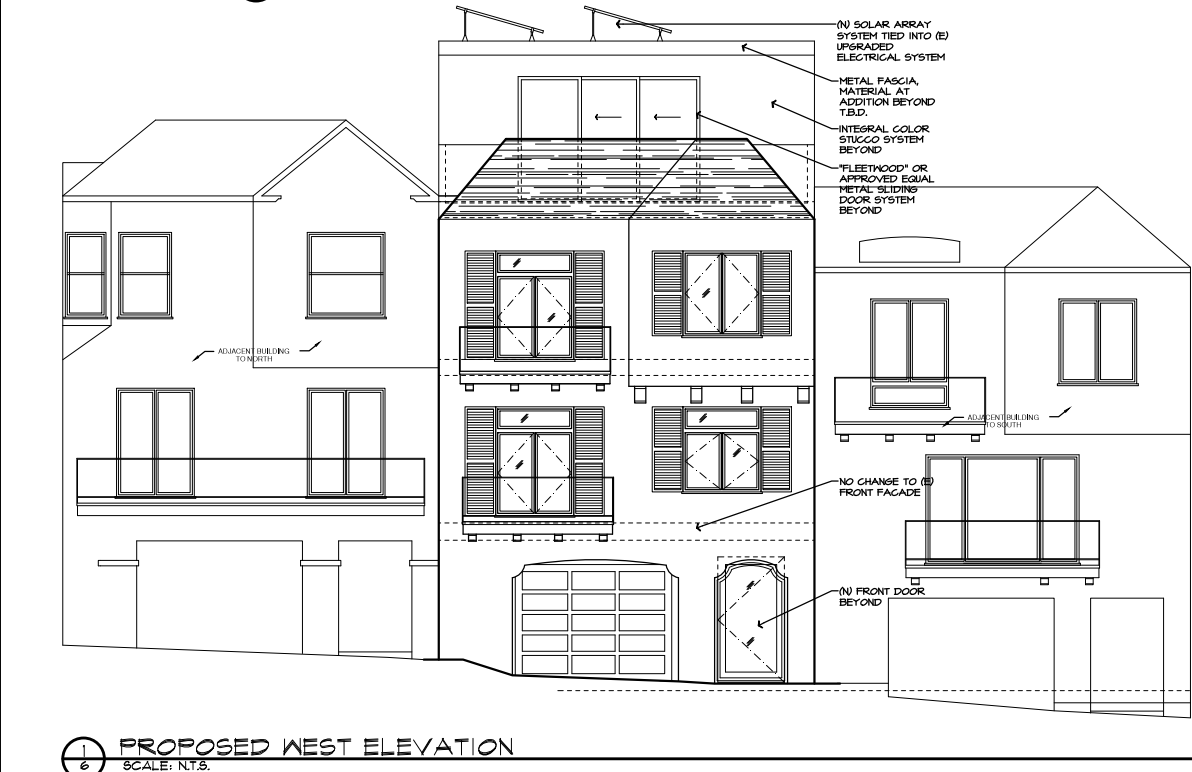 (N) SOLAR ARRAY
SYSTEM TIED INTO (E)
UPGRADED
ELECTRICAL SYSTEM
METAL FASCIA,
MATERIAL AT
ADDITION BEYOND
T.B.D.
INTEGRAL COLOR
STUCCO SYSTEM
BEYOND
"FLEETWOOD" OR
APPROVED EQUAL
METAL SLIDING
DOOR SYSTEM
BEYOND
ADJACENT BUILDING
TO NORTH
ADJACENT BUILDING
TO SOUTH
NO CHANGE TO (E)
FRONT FACADE
(N) FRONT DOOR
BEYOND
1
6
PROPOSED WEST ELEVATION
SCALE: N.T.S.